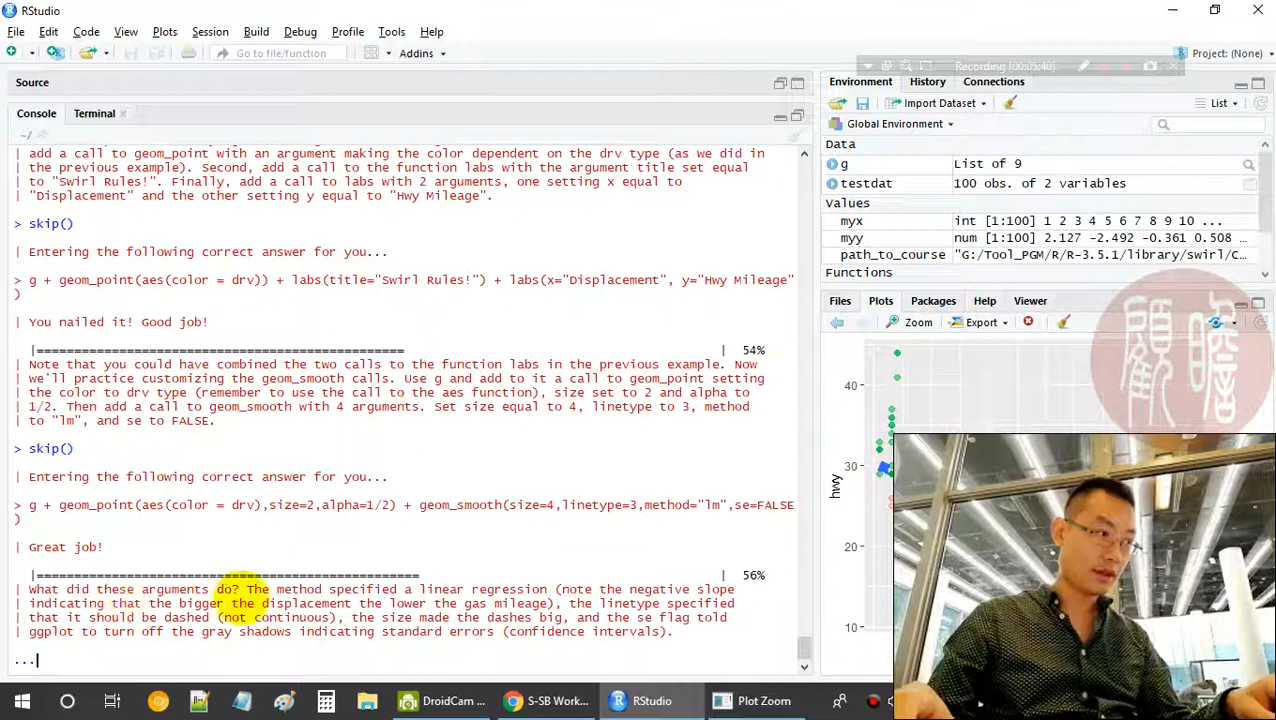 RStudio
File Edit Code View Plots Session Build Debug Profile Tools Help
Go to file/function Addins Project: (None)
Recording [00:05:40]
Source
Console Terminal
~/
add a call to geom_point with an argument making the color dependent on the drv type (as we did in
the previous example). Second, add a call to the function labs with the argument title set equal
to "Swirl Rules!". Finally, add a call to labs with 2 arguments, one setting x equal to
"Displacement" and the other setting y equal to "Hwy Mileage".
> skip()
| Entering the following correct answer for you...
> g + geom_point(aes(color = drv)) + labs(title="Swirl Rules!") + labs(x="Displacement", y="Hwy Mileage"
)
| You nailed it! Good job!
|================================================= | 54%
| Note that you could have combined the two calls to the function labs in the previous example. Now
| we'll practice customizing the geom_smooth calls. Use g and add to it a call to geom_point setting
| the color to drv type (remember to use the call to the aes function), size set to 2 and alpha to
| 1/2. Then add a call to geom_smooth with 4 arguments. Set size equal to 4, linetype to 3, method
| to "lm", and se to FALSE.
> skip()
| Entering the following correct answer for you...
> g + geom_point(aes(color = drv),size=2,alpha=1/2) + geom_smooth(size=4,linetype=3,method="lm",se=FALSE
)
| Great job!
|=================================================== | 56%
| What did these arguments do? The method specified a linear regression (note the negative slope
| indicating that the bigger the displacement the lower the gas mileage), the linetype specified
| that it should be dashed (not continuous), the size made the dashes big, and the se flag told
| ggplot to turn off the gray shadows indicating standard errors (confidence intervals).
...
Environment History Connections
Import Dataset List
Global Environment
Data
g List of 9
testdat 100 obs. of 2 variables
Values
myx int [1:100] 1 2 3 4 5 6 7 8 9 10 ...
myy num [1:100] 2.127 -2.492 -0.361 0.508 ...
path_to_course "G:/Tool_PGM/R/R-3.5.1/library/swirl/C...
Functions
Files Plots Packages Help Viewer
Zoom Export
40
30
20
10
hwy
顧瞻
DroidCam ... S-SB Work... RStudio Plot Zoom